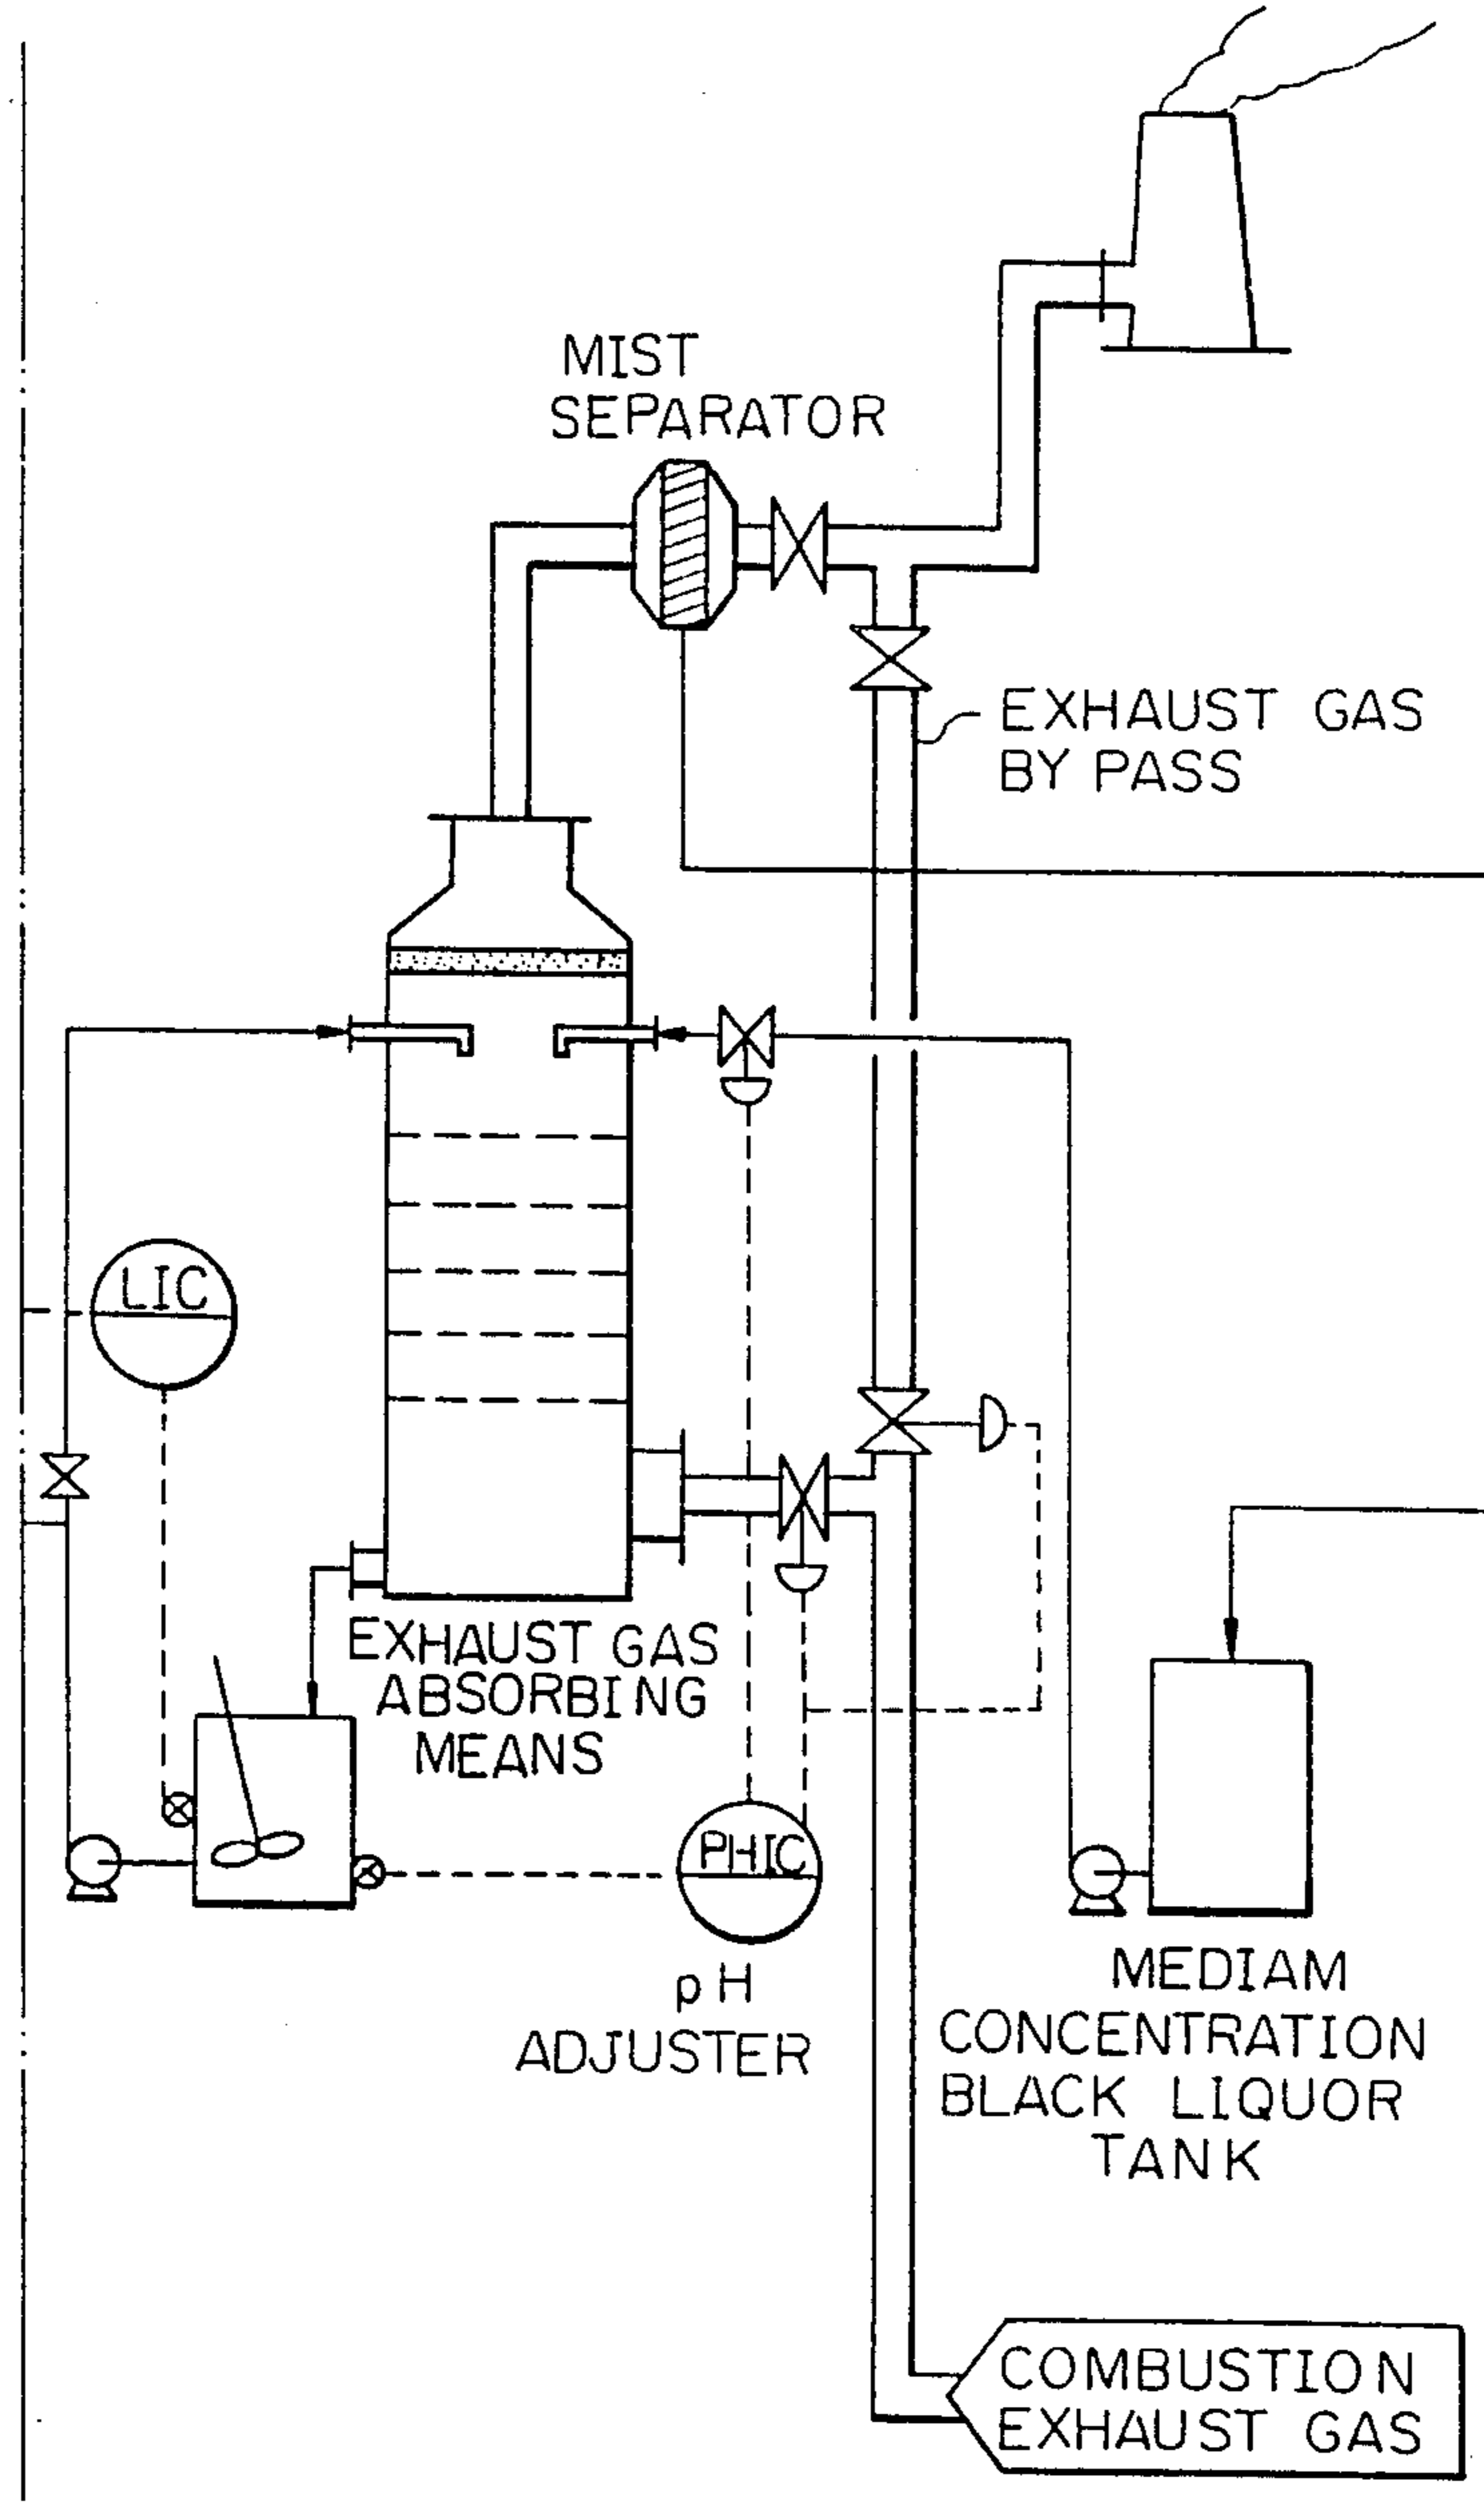 MIST
SEPARATOR
EXHAUST GAS
BY PASS
LIC
EXHAUST GAS
ABSORBING
MEANS
PHIC
pH
ADJUSTER
MEDIAM
CONCENTRATION
BLACK LIQUOR
TANK
COMBUSTION
EXHAUST GAS